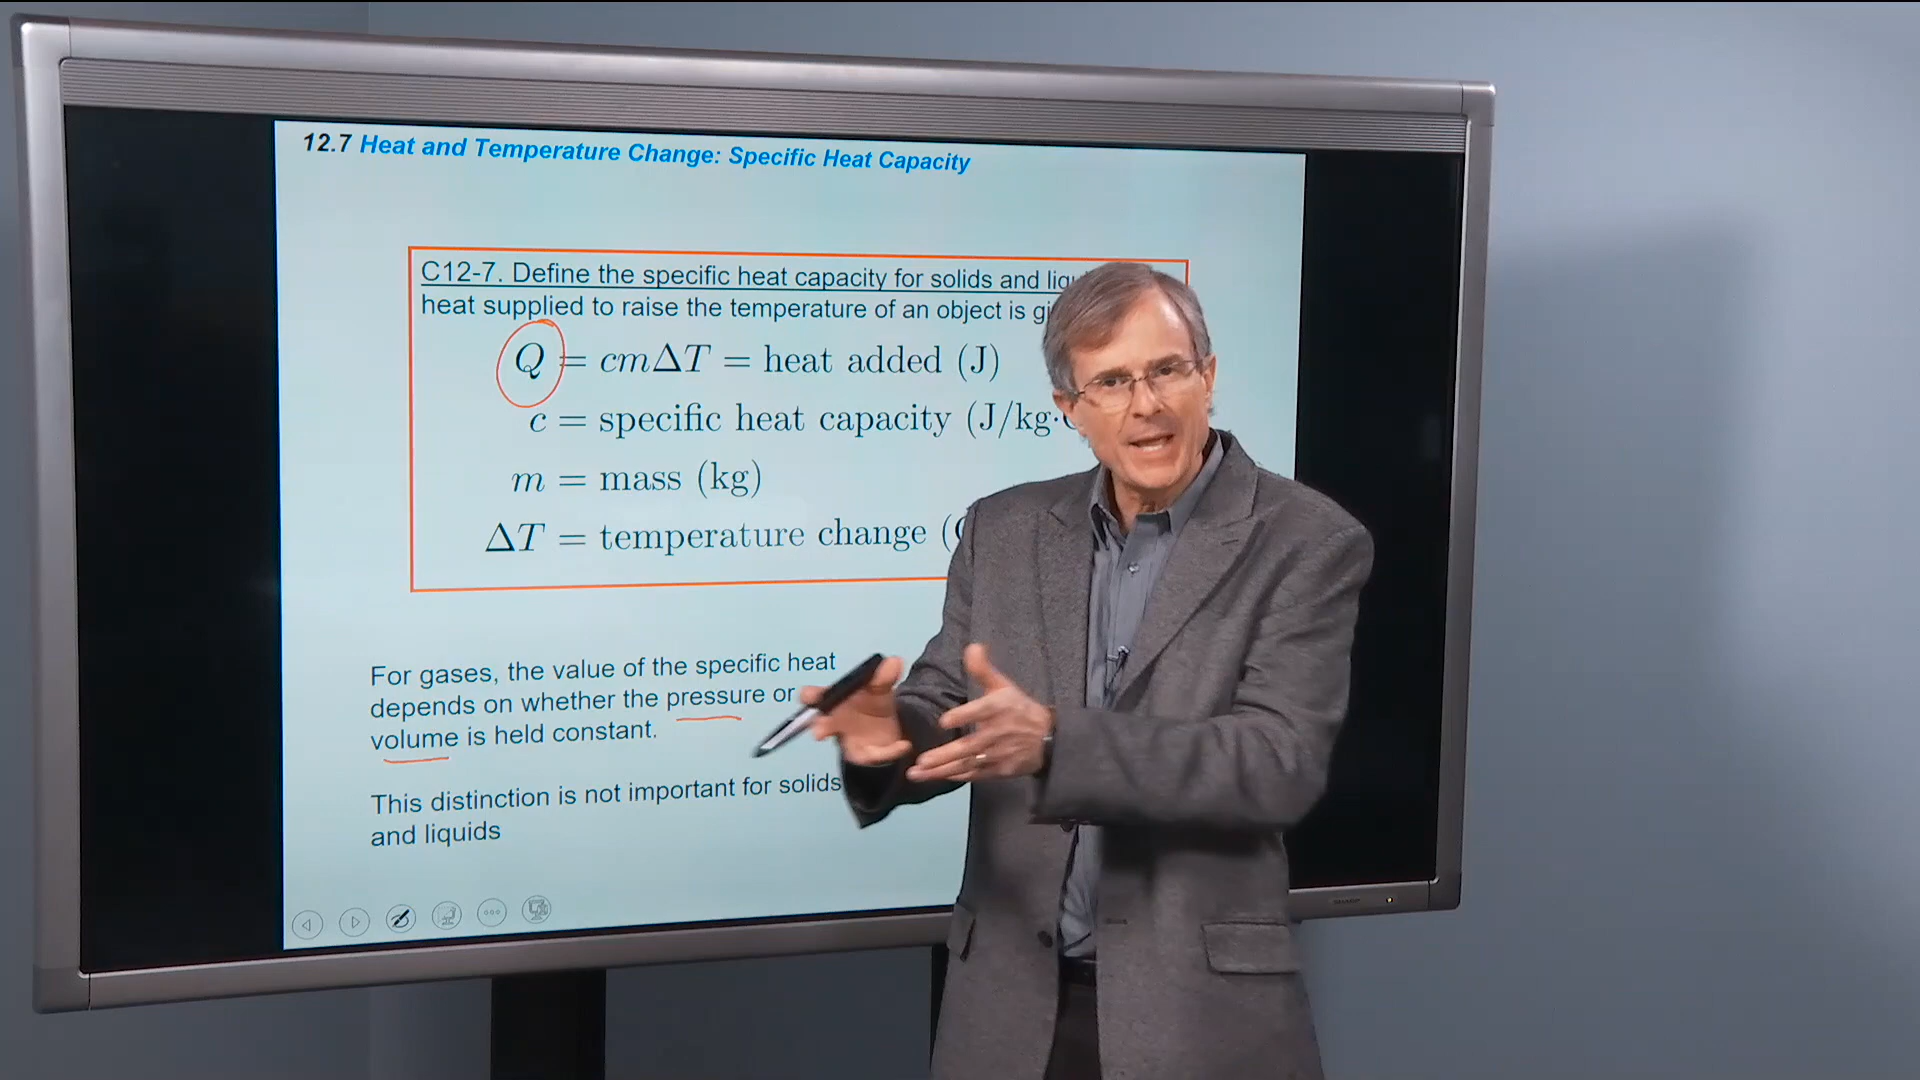 12.7 Heat and Temperature Change: Specific Heat Capacity
C12-7. Define the specific heat capacity for solids and
heat supplied to raise the temperature of an object is
Q = cmΔT = heat added (J)
c = specific heat capacity (J/kg·
m = mass (kg)
ΔT = temperature change (
For gases, the value of the specific heat
depends on whether the pressure or
volume is held constant.
This distinction is not important for solids
and liquids
SHARP